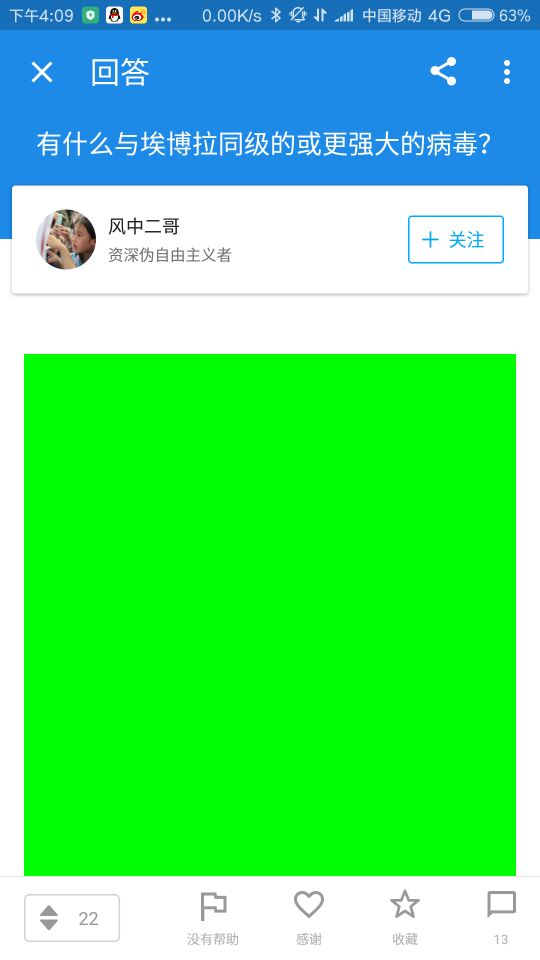 下午4:09 ... 0.00K/s 中国移动 4G 63%
回答
有什么与埃博拉同级的或更强大的病毒？
风中二哥
资深伪自由主义者
+ 关注
22 没有帮助 感谢 收藏 13